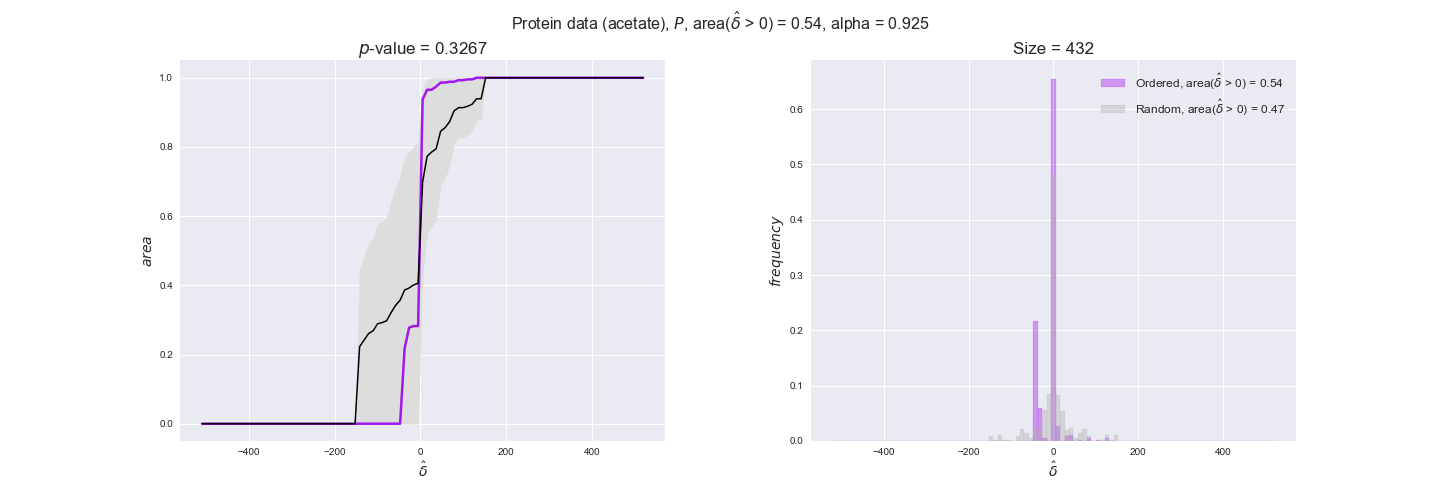 Protein data (acetate), P, area(δ̂ > 0) = 0.54, alpha = 0.925
p-value = 0.3267
1.0
0.8
0.6
0.4
0.2
0.0
area
−400
−200
0
200
400
δ̂
Size = 432
Ordered, area(δ̂ > 0) = 0.54
Random, area(δ̂ > 0) = 0.47
0.6
0.5
0.4
0.3
0.2
0.1
0.0
frequency
−400
−200
0
200
400
δ̂